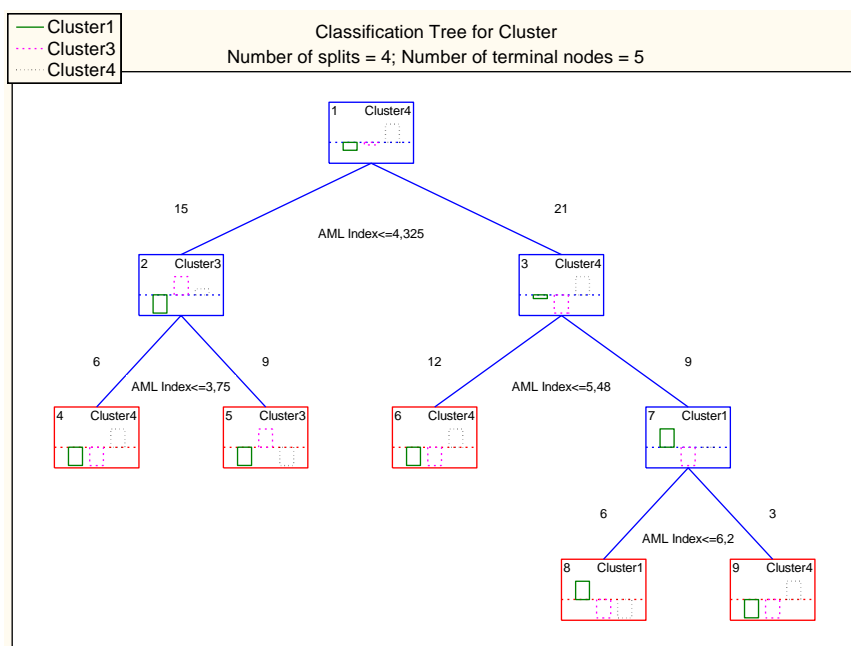 Cluster1
Cluster3
Cluster4
Classification Tree for Cluster
Number of splits = 4; Number of terminal nodes = 5
1 Cluster4
15 21
AML Index<=4,325
2 Cluster3
3 Cluster4
6 9
AML Index<=3,75
12 9
AML Index<=5,48
4 Cluster4
5 Cluster3
6 Cluster4
7 Cluster1
6 3
AML Index<=6,2
8 Cluster1
9 Cluster4